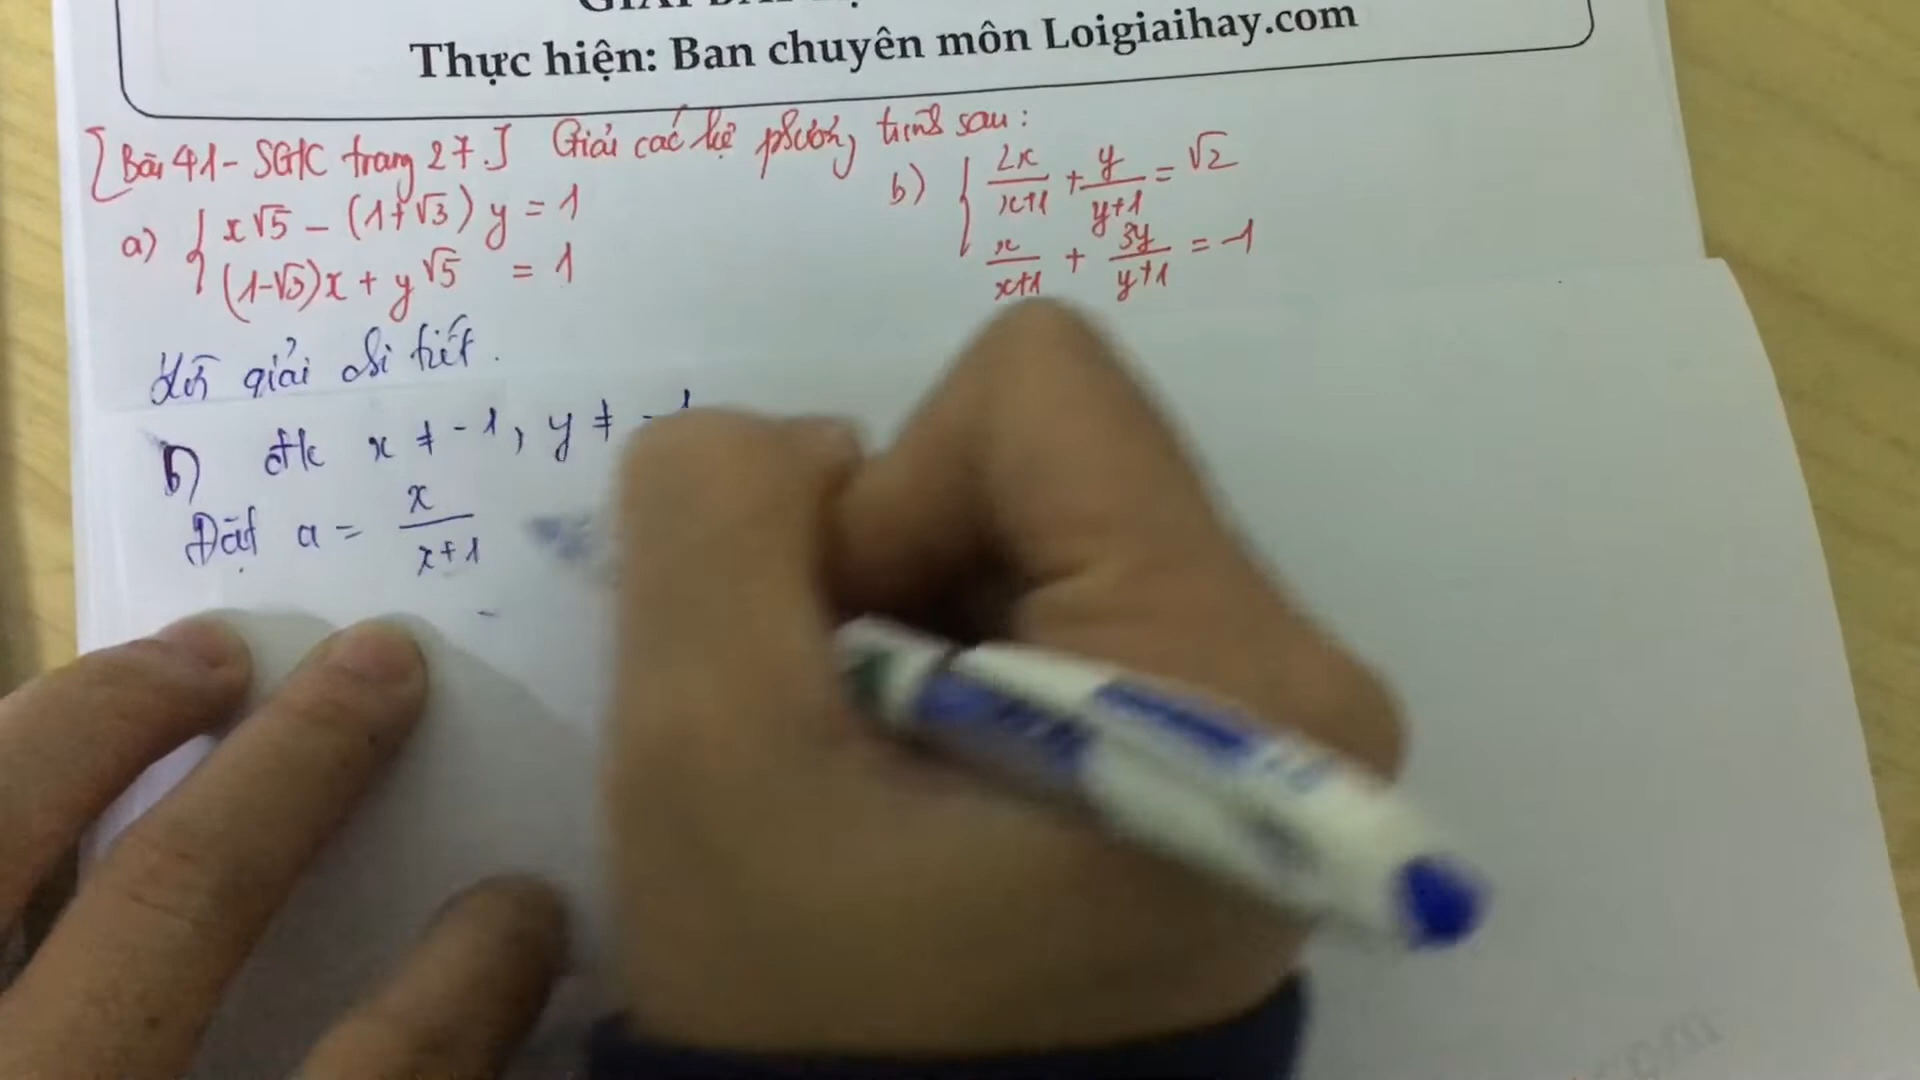 Thực hiện: Ban chuyên môn Loigiaihay.com
[Bài 41 - SGK trang 27.] Giải các hệ phương trình sau:
a) { x√5 - (1+√3) y = 1
(1-√3)x + y√5 = 1
b) { 2x/x+1 + y/y+1 = √2
x/x+1 + 3y/y+1 = -1
Lời giải chi tiết.
b) đk x ≠ -1, y ≠ -1
Đặt a = x/x+1